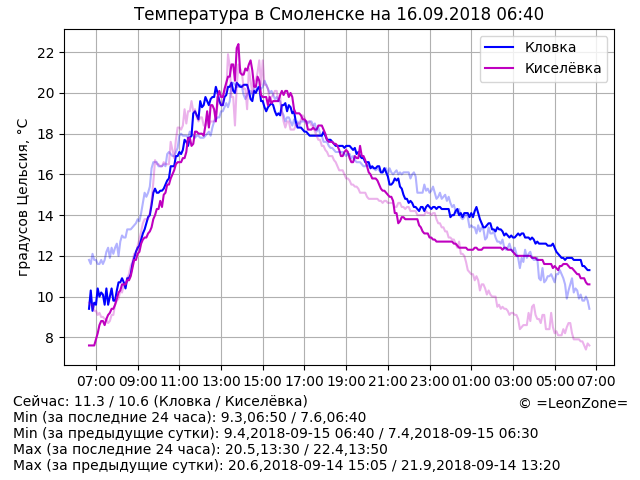 Температура в Смоленске на 16.09.2018 06:40
Кловка
Киселёвка
градусов Цельсия, °C
22
20
18
16
14
12
10
8
07:00 09:00 11:00 13:00 15:00 17:00 19:00 21:00 23:00 01:00 03:00 05:00 07:00
Сейчас: 11.3 / 10.6 (Кловка / Киселёвка)
© =LeonZone=
Min (за последние 24 часа): 9.3,06:50 / 7.6,06:40
Min (за предыдущие сутки): 9.4,2018-09-15 06:40 / 7.4,2018-09-15 06:30
Max (за последние 24 часа): 20.5,13:30 / 22.4,13:50
Max (за предыдущие сутки): 20.6,2018-09-14 15:05 / 21.9,2018-09-14 13:20